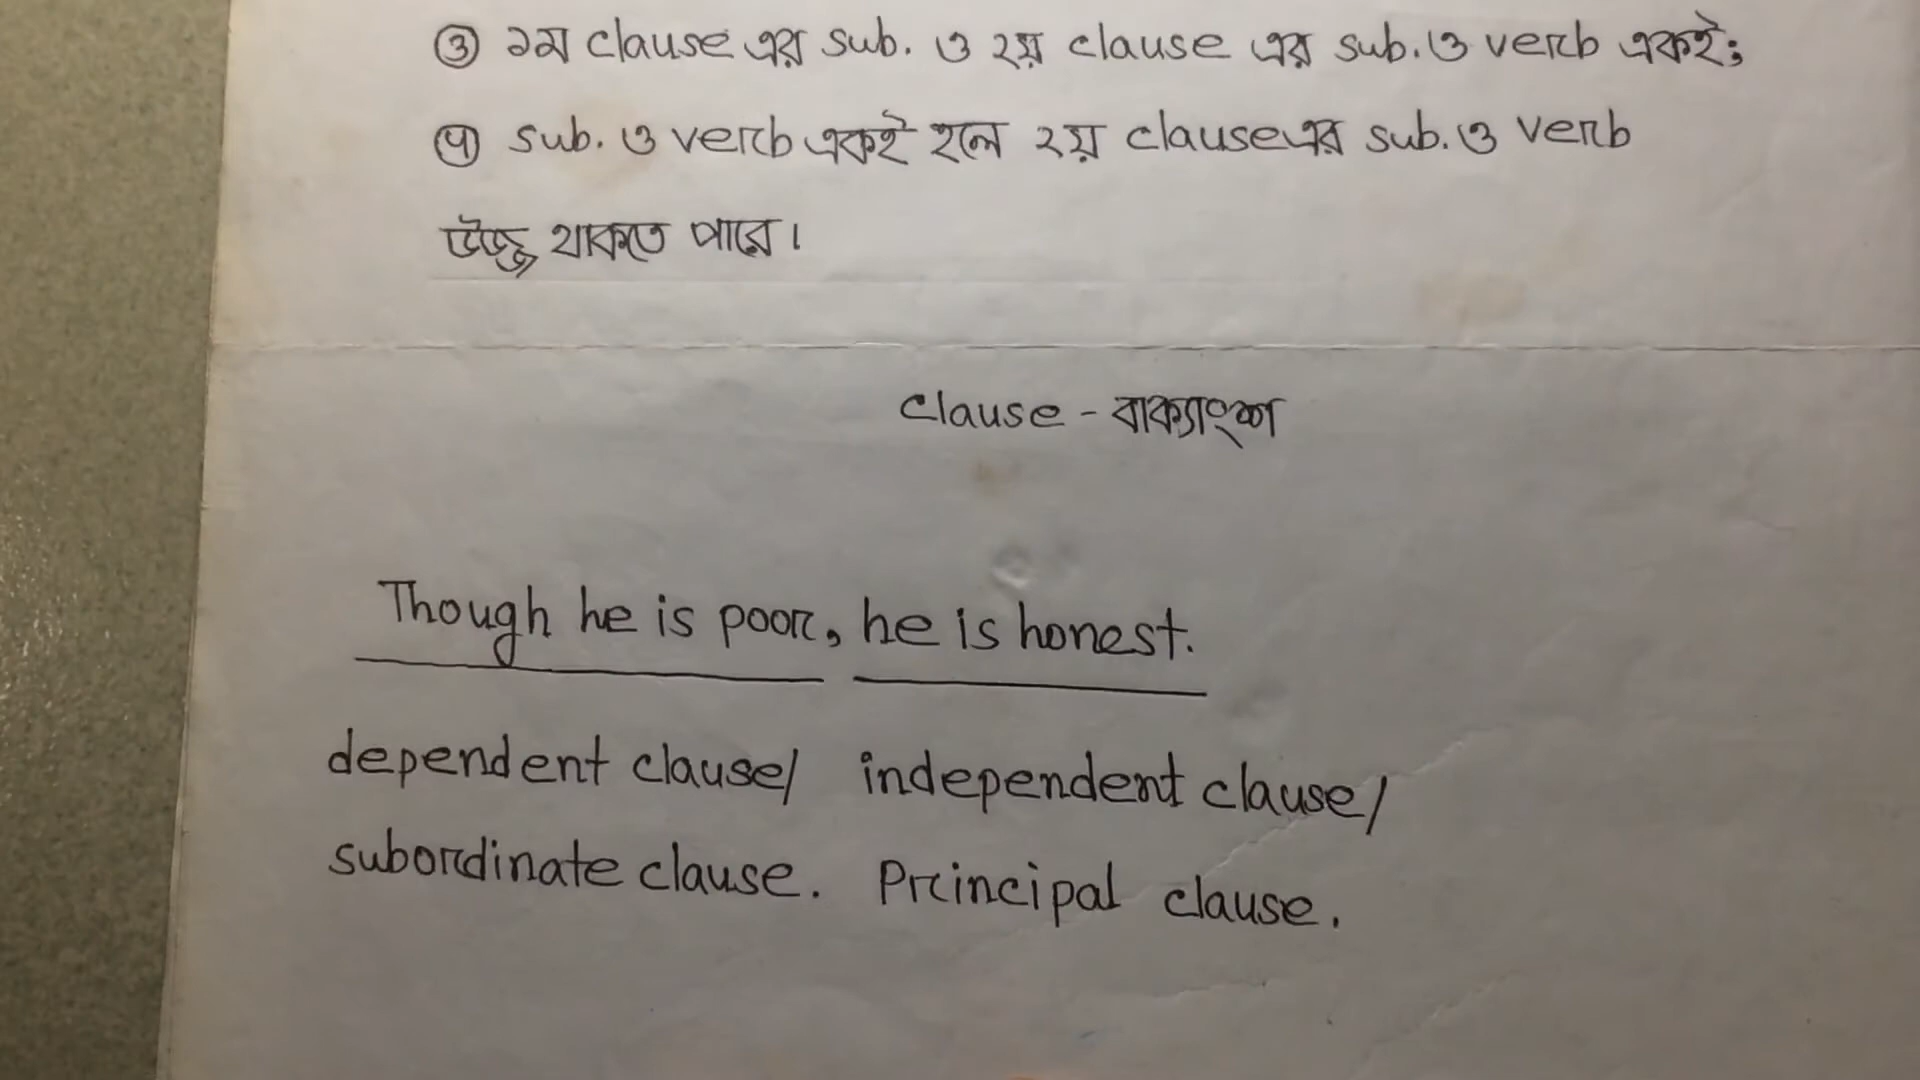 ③ ১ম clause এর sub. ও ২য় clause এর sub. ও verb একই;
④ sub. ও verb একই হলে ২য় clause এর sub. ও verb
উহ্য থাকতে পারে।
Clause - বাক্যাংশ
Though he is poor, he is honest.
dependent clause/ independent clause/
subordinate clause. Principal clause.